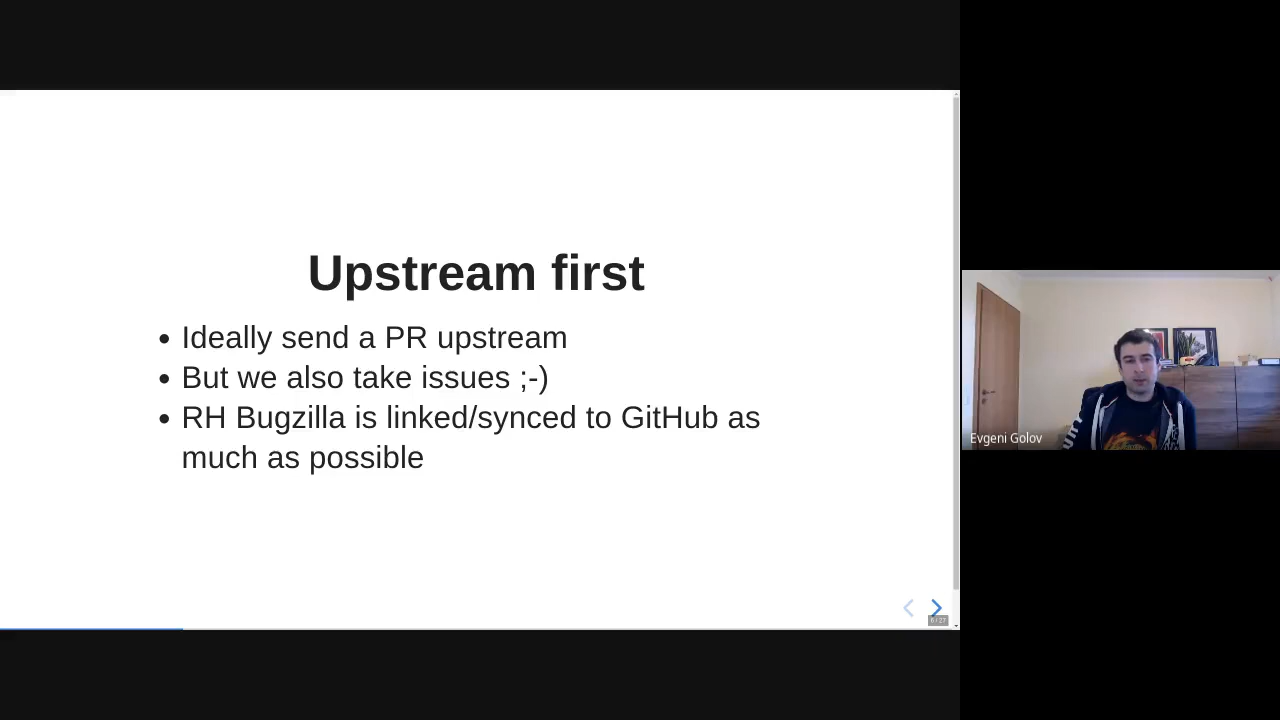 Upstream first
Ideally send a PR upstream
But we also take issues ;-)
RH Bugzilla is linked/synced to GitHub as
much as possible
Evgeni Golov